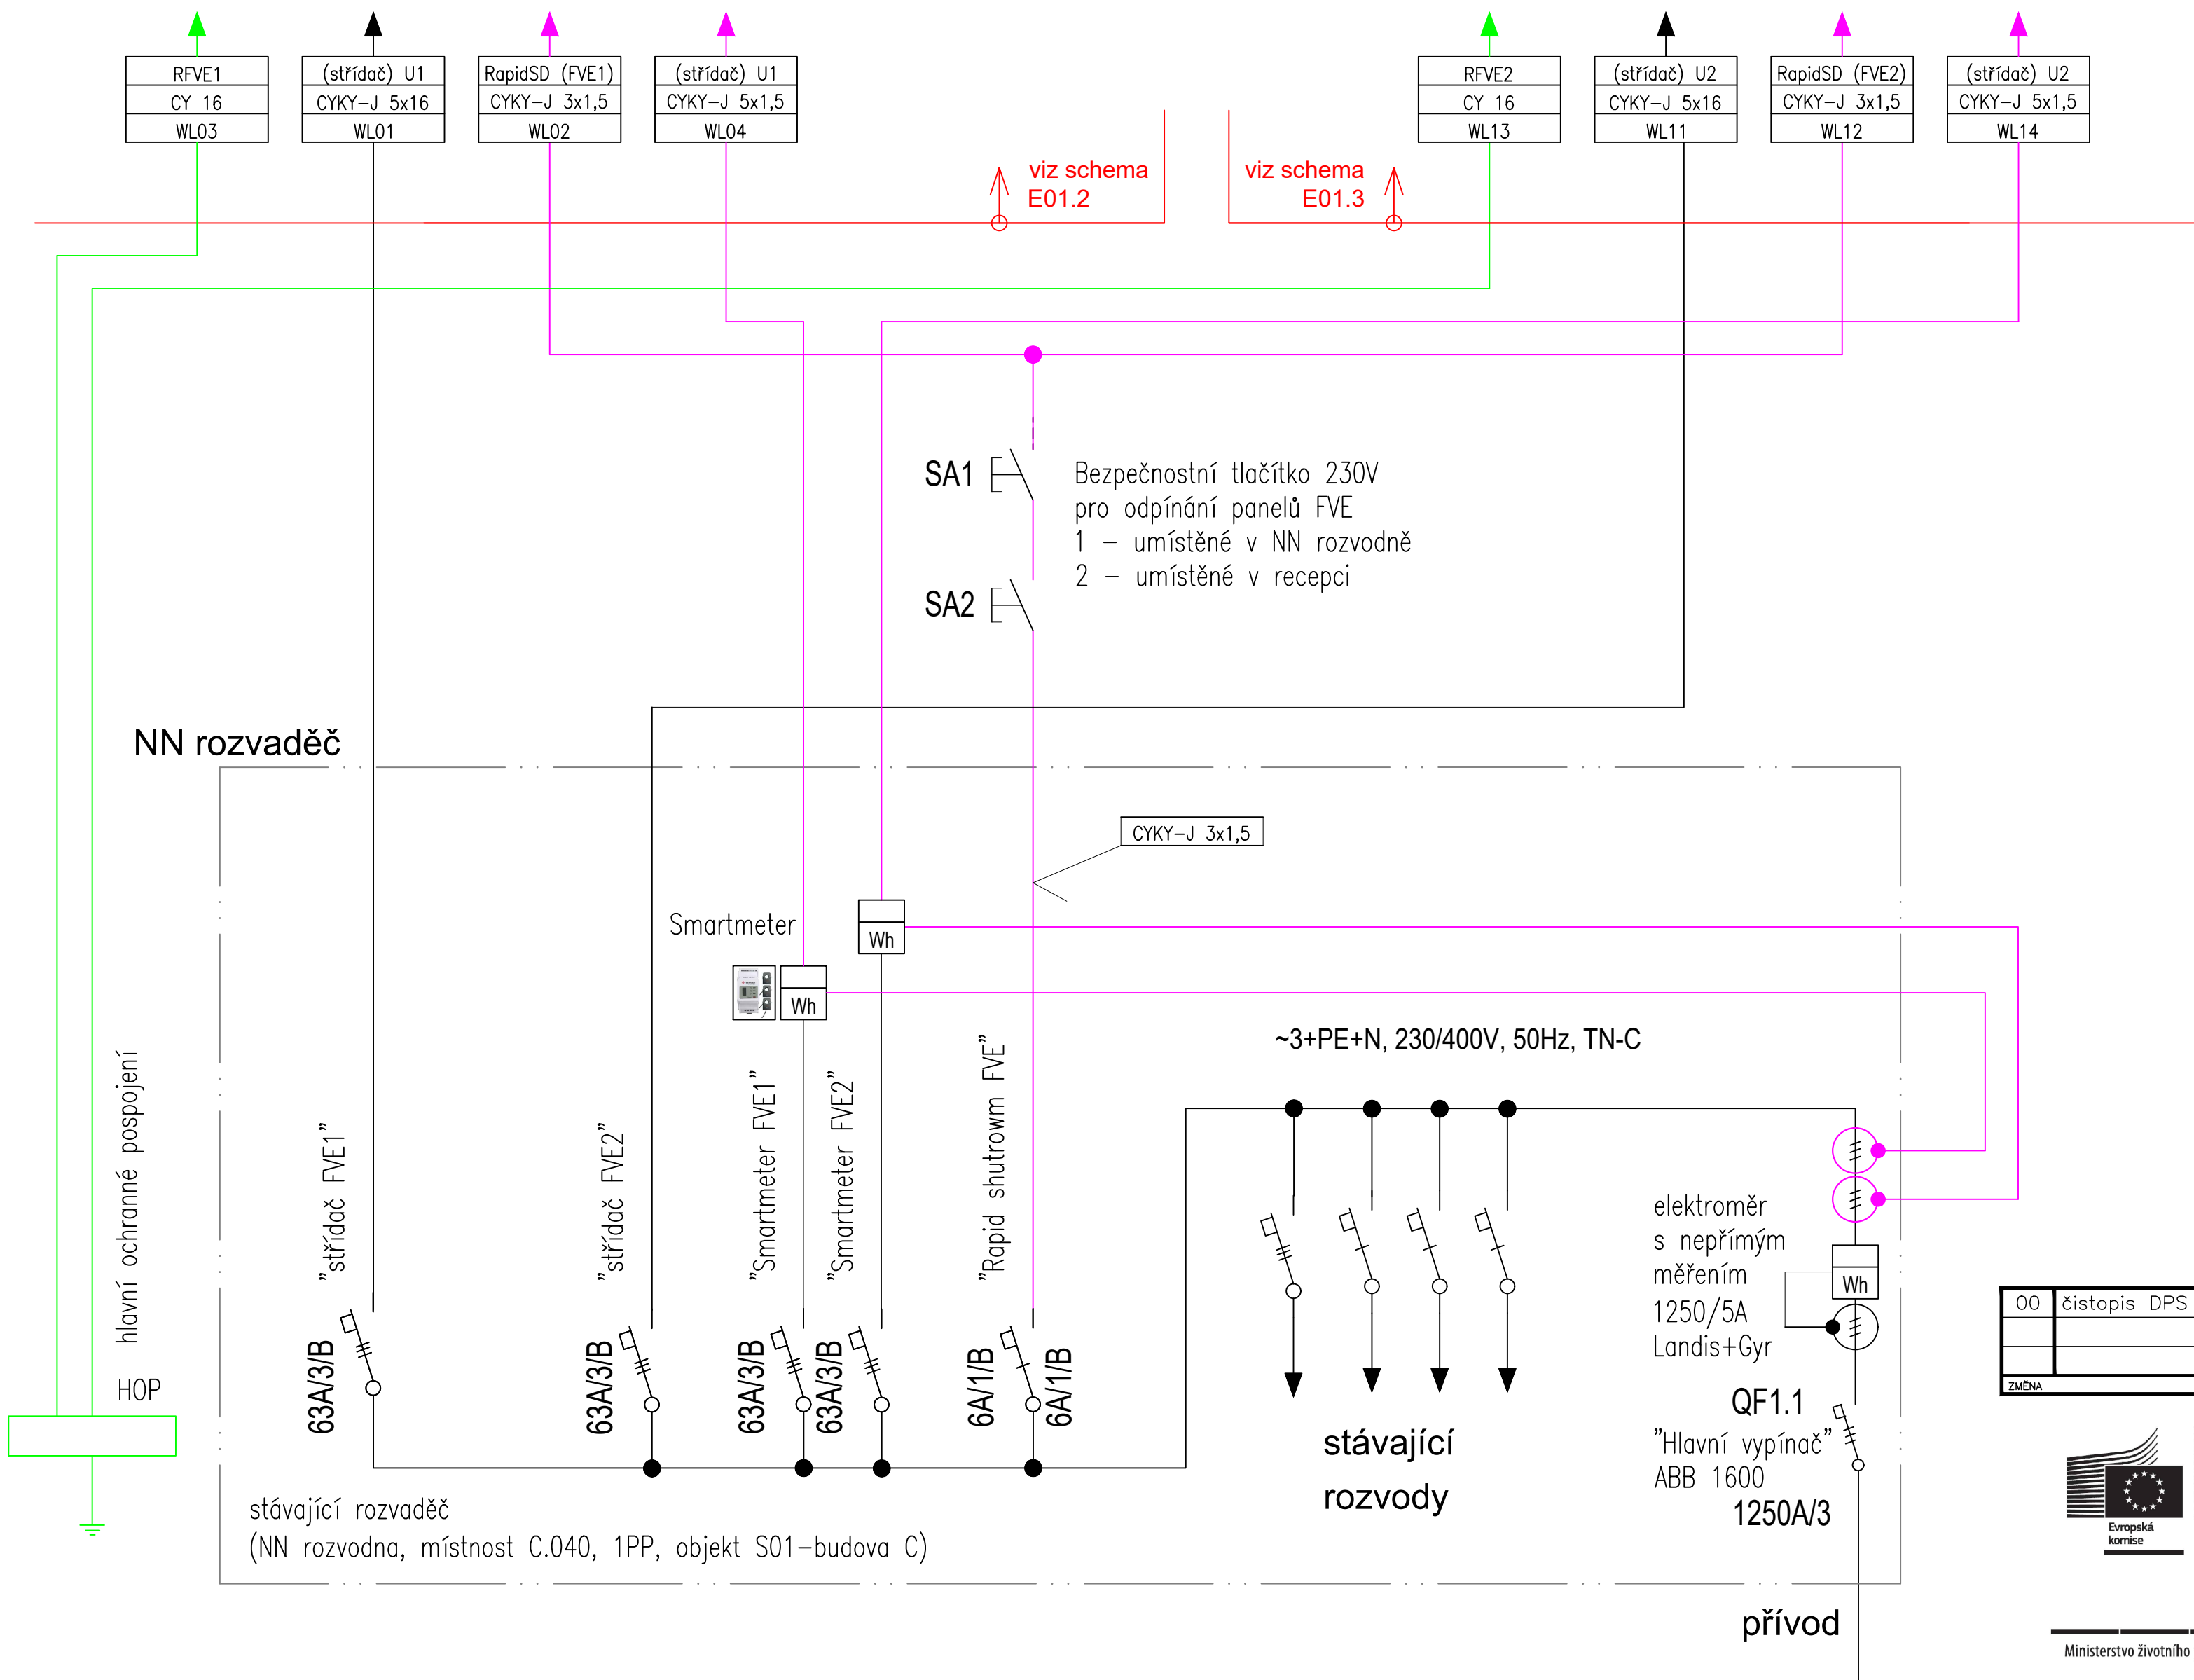 RFVE1
CY 16
WL03
(střídač) U1
CYKY-J 5x16
WL01
RapidSD (FVE1)
CYKY-J 3x1,5
WL02
(střídač) U1
CYKY-J 5x1,5
WL04
RFVE2
CY 16
WL13
(střídač) U2
CYKY-J 5x16
WL11
RapidSD (FVE2)
CYKY-J 3x1,5
WL12
(střídač) U2
CYKY-J 5x1,5
WL14
viz schema
E01.2
viz schema
E01.3
SA1
Bezpečnostní tlačítko 230V
pro odpínání panelů FVE
1 - umístěné v NN rozvodně
2 - umístěné v recepci
SA2
NN rozvaděč
CYKY-J 3x1,5
Smartmeter
Wh
Wh
~3+PE+N, 230/400V, 50Hz, TN-C
hlavní ochranné pospojení
HOP
"střídač FVE1"
63A/3/B
"střídač FVE2"
63A/3/B
"Smartmeter FVE1"
63A/3/B
"Smartmeter FVE2"
63A/3/B
"Rapid shutrowm FVE"
6A/1/B
6A/1/B
stávající
rozvody
elektroměr
s nepřímým
měřením
1250/5A
Landis+Gyr
Wh
QF1.1
"Hlavní vypínač"
ABB 1600
1250A/3
stávající rozvaděč
(NN rozvodna, místnost C.040, 1PP, objekt S01-budova C)
přívod
00 čistopis DPS
ZMĚNA
Evropská
komise
Ministerstvo životního